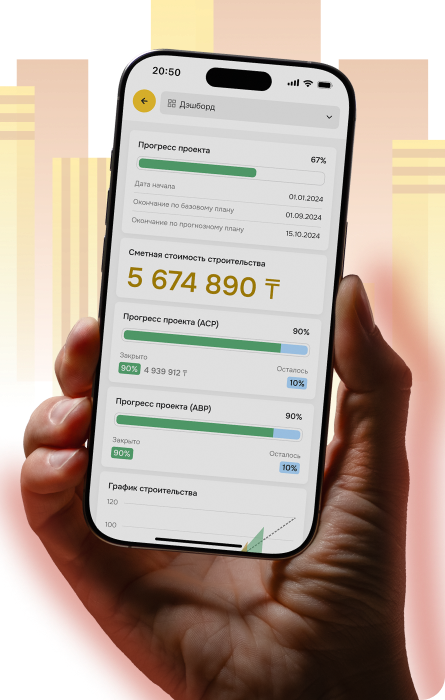 20:50
Дэшборд
Прогресс проекта 67%
Дата начала 01.01.2024
Окончание по базовому плану 01.09.2024
Окончание по прогнозному плану 15.10.2024
Сметная стоимость строительства
5 674 890 ₸
Прогресс проекта (АСР) 90%
Закрыто Осталось
90% 4 939 912 ₸ 10%
Прогресс проекта (АВР) 90%
Закрыто Осталось
90% 10%
График строительства
120
100